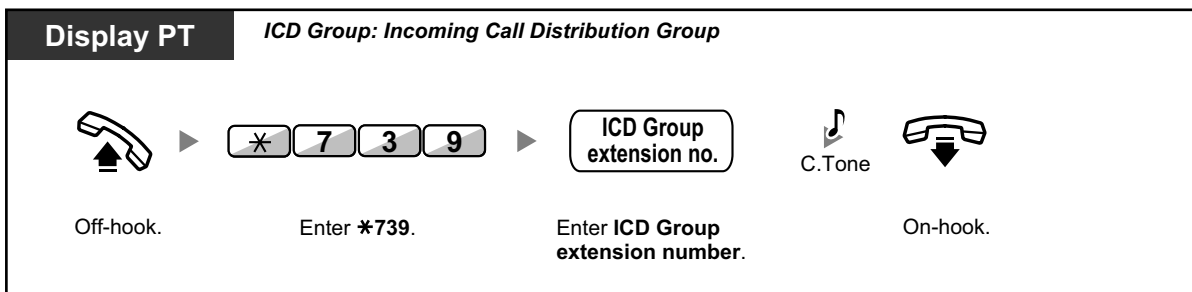 Display PT
ICD Group: Incoming Call Distribution Group
✳ 7 3 9
ICD Group
extension no.
C.Tone
Off-hook.
Enter ✳739.
Enter ICD Group
extension number.
On-hook.